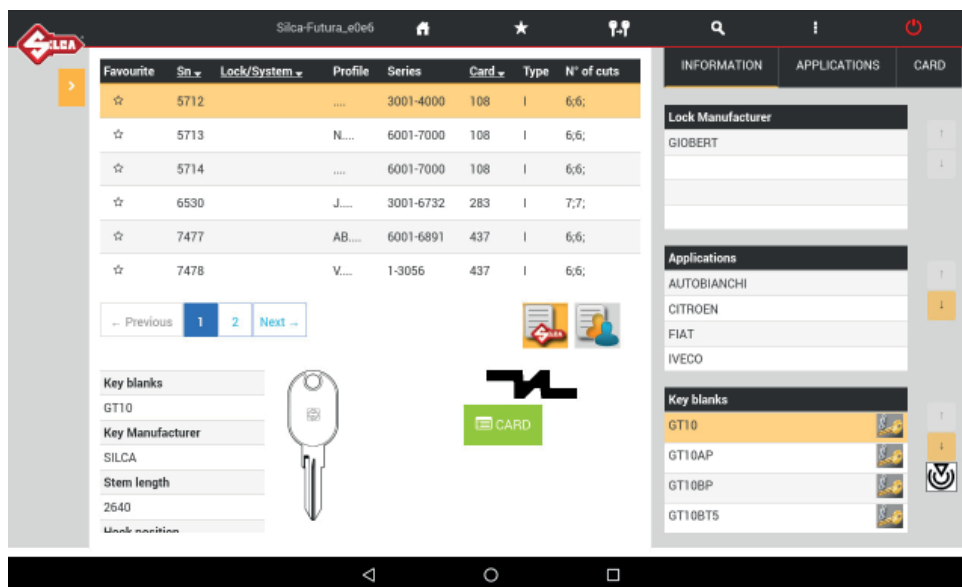 Silca-Futura_e0e6
SILCA
Favourite Sn Lock/System Profile Series Card Type N° of cuts
5712 .... 3001-4000 108 I 6;6;
5713 N.... 6001-7000 108 I 6;6;
5714 .... 6001-7000 108 I 6;6;
6530 J.... 3001-6732 283 I 7;7;
7477 AB.... 6001-6891 437 I 6;6;
7478 V.... 1-3056 437 I 6;6;
← Previous 1 2 Next →
SILCA
Key blanks
GT10
Key Manufacturer
SILCA
Stem length
2640
Hook position
CARD
INFORMATION APPLICATIONS CARD
Lock Manufacturer
GIOBERT
Applications
AUTOBIANCHI
CITROEN
FIAT
IVECO
Key blanks
GT10
GT10AP
GT10BP
GT10BT5